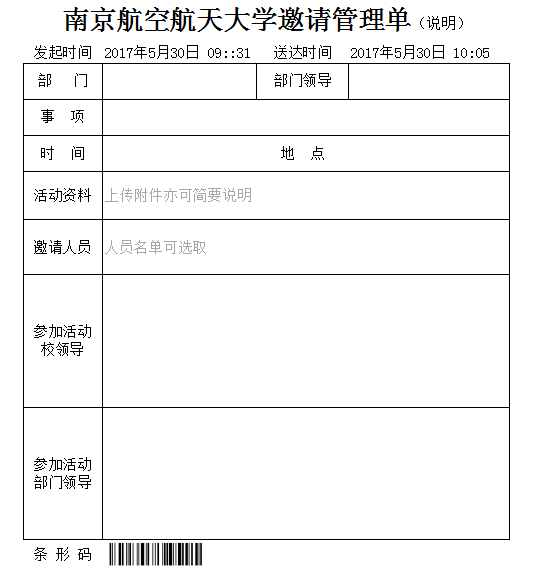 南京航空航天大学邀请管理单（说明）
发起时间 2017年5月30日 09::31 送达时间 2017年5月30日 10:05
部 门 部门领导
事 项
时 间 地 点
活动资料 上传附件亦可简要说明
邀请人员 人员名单可选取
参加活动
校领导
参加活动
部门领导
条 形 码